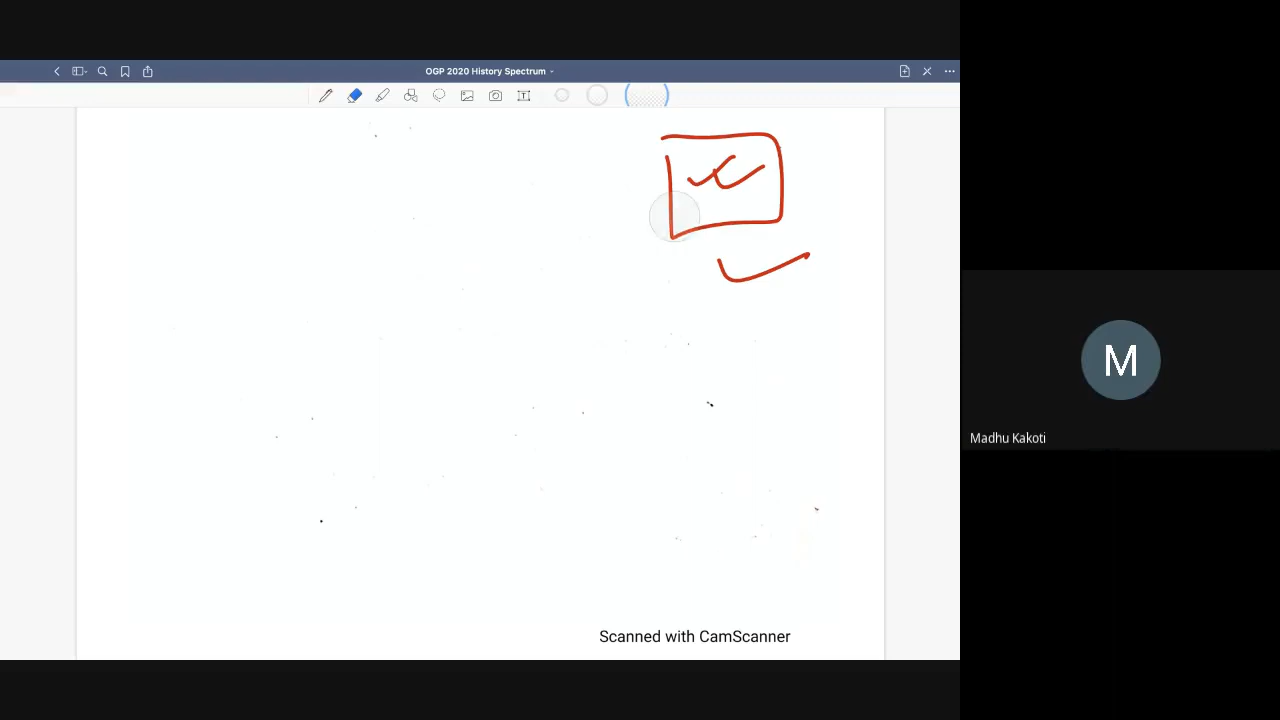 OGP 2020 History Spectrum
M
Madhu Kakoti
Scanned with CamScanner